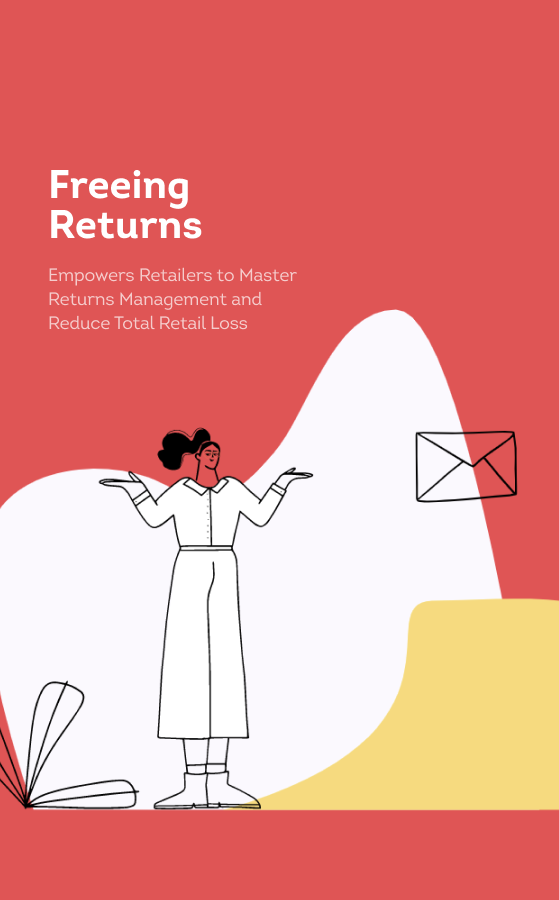 Freeing
Returns
Empowers Retailers to Master
Returns Management and
Reduce Total Retail Loss